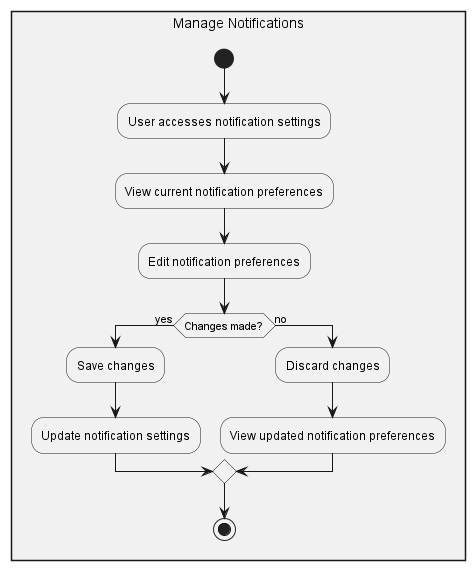 Manage Notifications
User accesses notification settings
View current notification preferences
Edit notification preferences
yes
Changes made?
no
Save changes
Discard changes
Update notification settings
View updated notification preferences